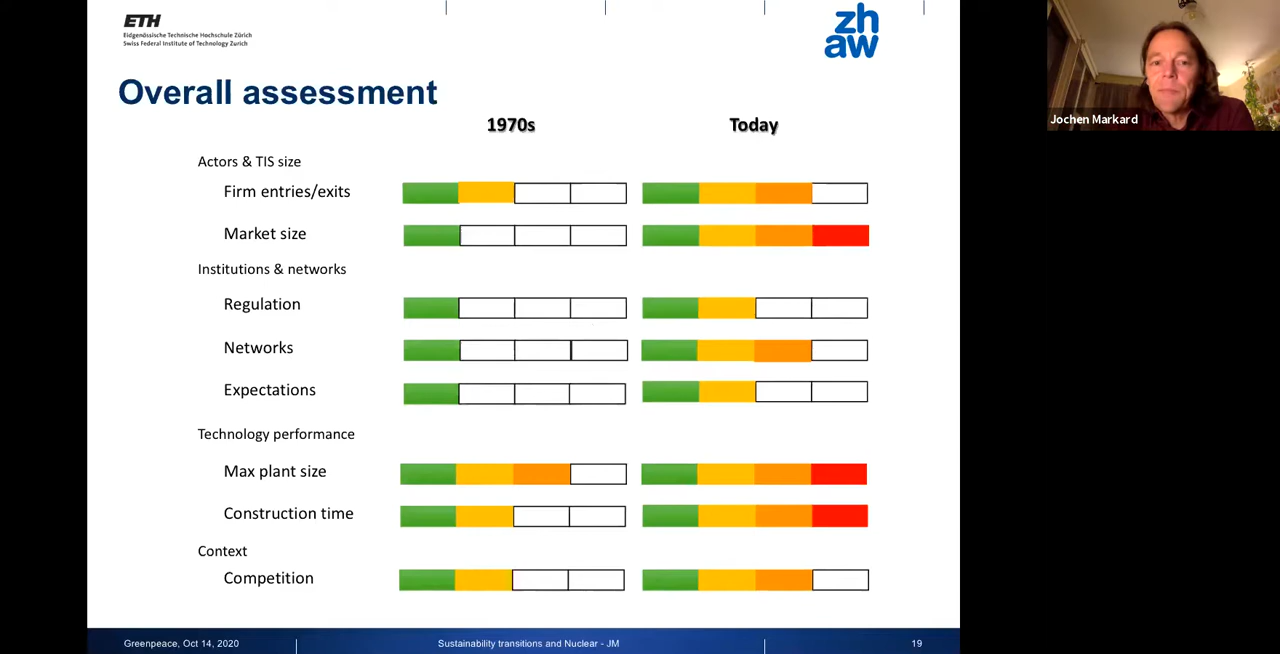 ETH
Eidgenössische Technische Hochschule Zürich
Swiss Federal Institute of Technology Zurich
zh
aw
Jochen Markard
Overall assessment
1970s Today
Actors & TIS size
Firm entries/exits
Market size
Institutions & networks
Regulation
Networks
Expectations
Technology performance
Max plant size
Construction time
Context
Competition
Greenpeace, Oct 14, 2020 Sustainability transitions and Nuclear - JM 19